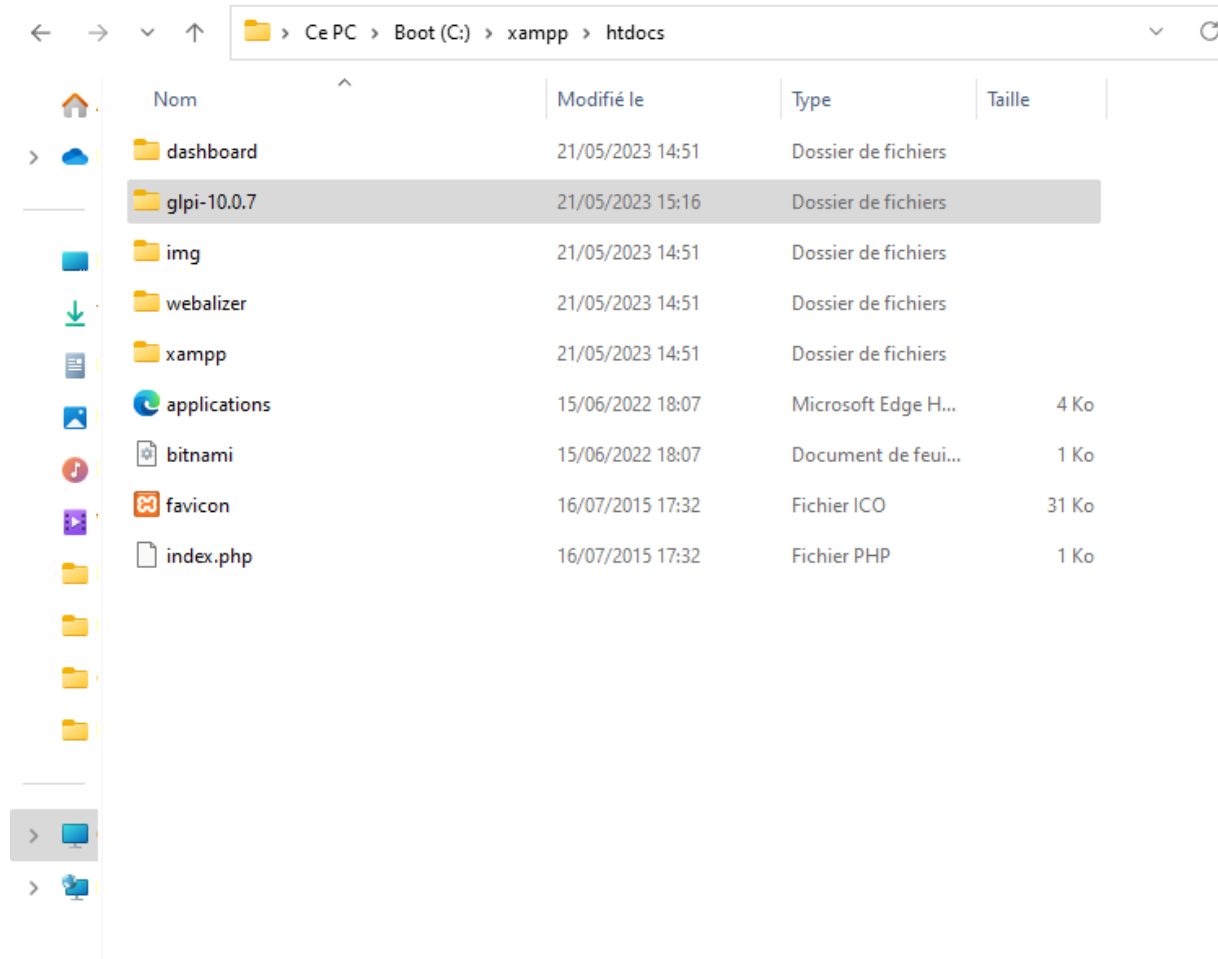 Ce PC > Boot (C:) > xampp > htdocs
Nom Modifié le Type Taille
dashboard 21/05/2023 14:51 Dossier de fichiers
glpi-10.0.7 21/05/2023 15:16 Dossier de fichiers
img 21/05/2023 14:51 Dossier de fichiers
webalizer 21/05/2023 14:51 Dossier de fichiers
xampp 21/05/2023 14:51 Dossier de fichiers
applications 15/06/2022 18:07 Microsoft Edge H... 4 Ko
bitnami 15/06/2022 18:07 Document de feui... 1 Ko
favicon 16/07/2015 17:32 Fichier ICO 31 Ko
index.php 16/07/2015 17:32 Fichier PHP 1 Ko